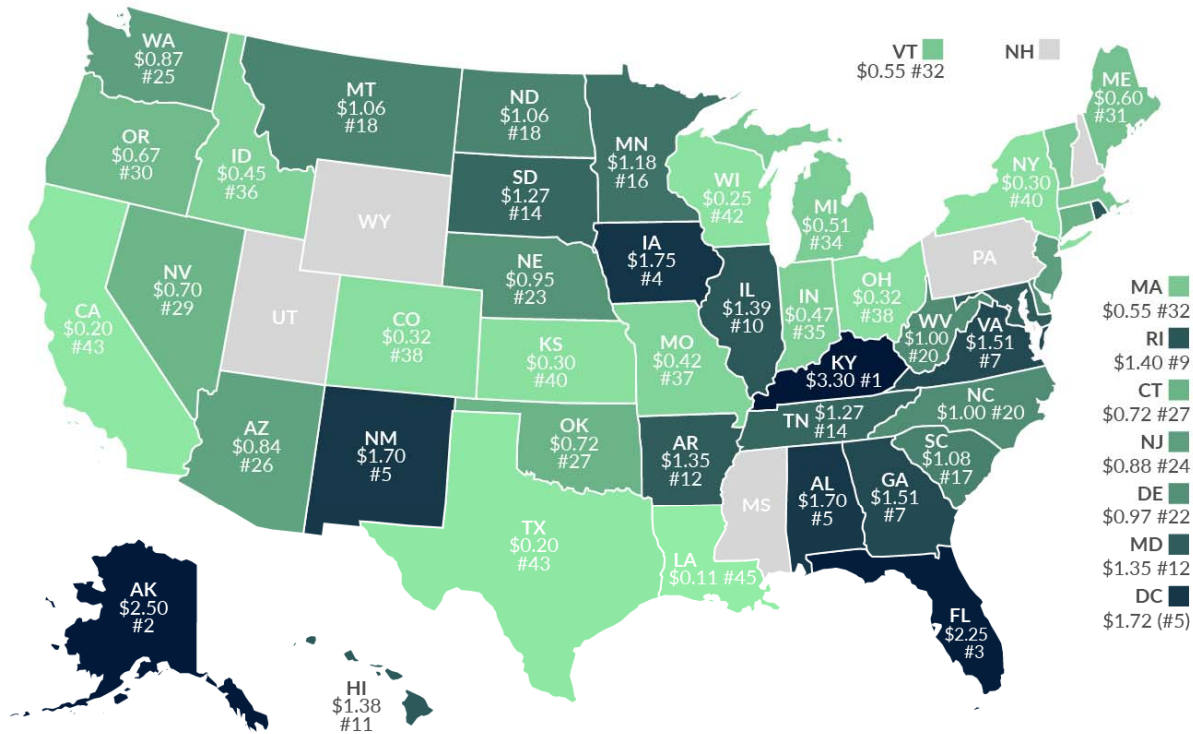 WA
$0.87
#25
MT
$1.06
#18
ND
$1.06
#18
MN
$1.18
#16
VT
$0.55 #32
NH
ME
$0.60
#31
OR
$0.67
#30
ID
$0.45
#36
SD
$1.27
#14
WI
$0.25
#42
MI
$0.51
#34
NY
$0.30
#40
WY
IA
$1.75
#4
NE
$0.95
#23
PA
NV
$0.70
#29
UT
CA
$0.20
#43
CO
$0.32
#38
KS
$0.30
#40
MO
$0.42
#37
IL
$1.39
#10
IN
$0.47
#35
OH
$0.32
#38
WV
$1.00
#20
VA
$1.51
#7
KY
$3.30 #1
MA
$0.55 #32
RI
$1.40 #9
CT
$0.72 #27
NJ
$0.88 #24
DE
$0.97 #22
MD
$1.35 #12
DC
$1.72 (#5)
AZ
$0.84
#26
NM
$1.70
#5
OK
$0.72
#27
AR
$1.35
#12
TN $1.27
#14
NC
$1.00 #20
SC
$1.08
#17
MS
AL
$1.70
#5
GA
$1.51
#7
TX
$0.20
#43
LA
$0.11 #45
FL
$2.25
#3
AK
$2.50
#2
HI
$1.38
#11